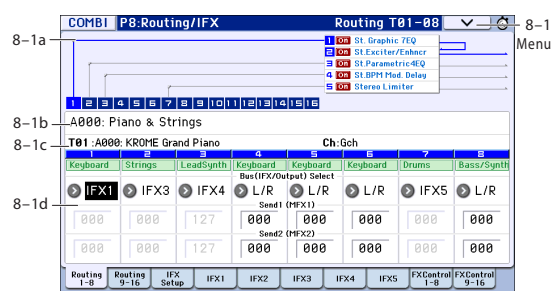 COMBI P8:Routing/IFX Routing T01-08
8-1
Menu
8-1a
1 On St. Graphic 7EQ
2 On St.Exciter/Enhncr
3 On St.Parametric4EQ
4 On St.BPM Mod. Delay
5 On Stereo Limiter
1 2 3 4 5 6 7 8 9 10 11 12 13 14 15 16
8-1b
A000: Piano & Strings
8-1c
T01 :A000: KROME Grand Piano Ch:Gch
1 2 3 4 5 6 7 8
Keyboard Strings LeadSynth Keyboard Keyboard Keyboard Drums Bass/Synth
Bus(IFX/Output) Select
8-1d
IFX1 IFX3 IFX4 L/R L/R L/R IFX5 L/R
Send1 (MFX1)
000 000 127 000 000 000 000 000
Send2 (MFX2)
000 000 127 000 000 000 000 000
Routing 1-8 Routing 9-16 IFX Setup IFX1 IFX2 IFX3 IFX4 IFX5 FXControl 1-8 FXControl 9-16